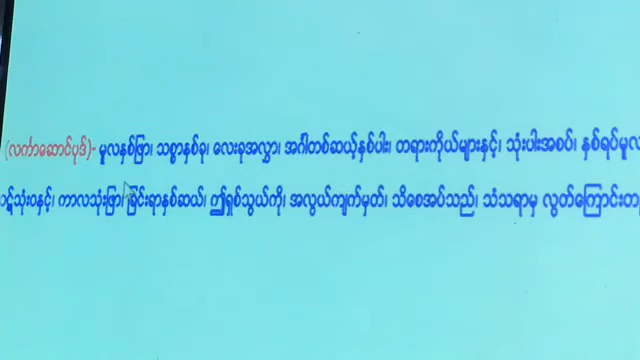 (လင်္ကာဆောင်ပုဒ်)- မူလနှစ်ဖြာ၊ သစ္စာနှစ်ခု၊ လေးခုအလွှာ၊ အင်္ဂါတစ်ဆယ့်နှစ်ပါး၊ တရားကိုယ်များနှင့်၊ သုံးပါးအစပ်၊ နှစ်ရပ်မူလ
ဝဋ်သုံးဝနှင့်၊ ကာလသုံးဖြာ၊ ခြင်းရာနှစ်ဆယ်၊ ဤရှစ်သွယ်ကို၊ အလွယ်ကျက်မှတ်၊ သိစေအပ်သည်၊ သံသရာမှ လွတ်ကြောင်းတည်